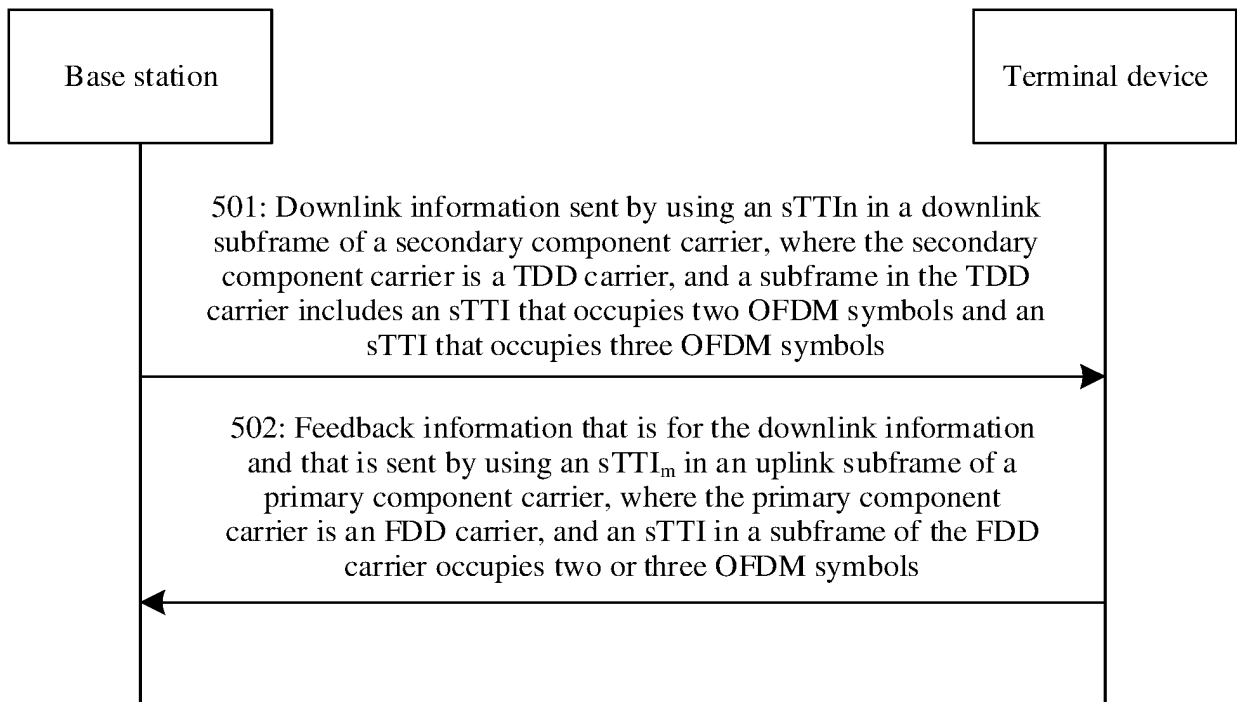 Base station
Terminal device
501: Downlink information sent by using an sTTIn in a downlink
subframe of a secondary component carrier, where the secondary
component carrier is a TDD carrier, and a subframe in the TDD
carrier includes an sTTI that occupies two OFDM symbols and an
sTTI that occupies three OFDM symbols
502: Feedback information that is for the downlink information
and that is sent by using an sTTIₘ in an uplink subframe of a
primary component carrier, where the primary component
carrier is an FDD carrier, and an sTTI in a subframe of the FDD
carrier occupies two or three OFDM symbols